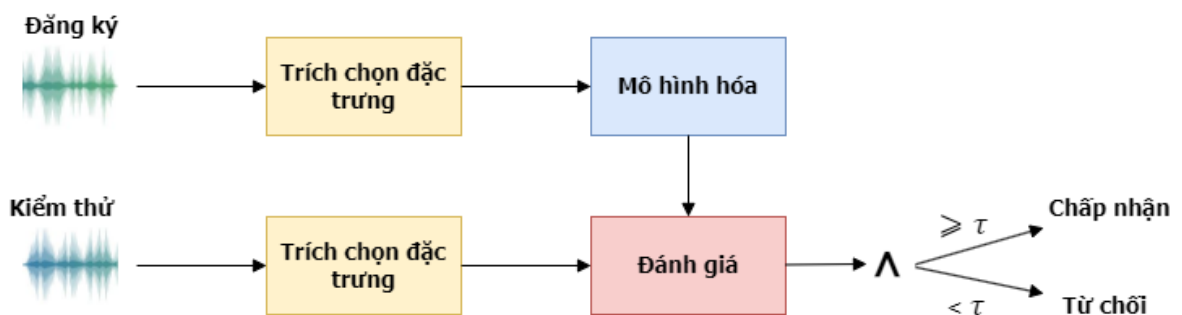 Đăng ký
Trích chọn đặc
trưng
Mô hình hóa
Kiểm thử
Trích chọn đặc
trưng
Đánh giá
Λ
⩾ τ
< τ
Chấp nhận
Từ chối